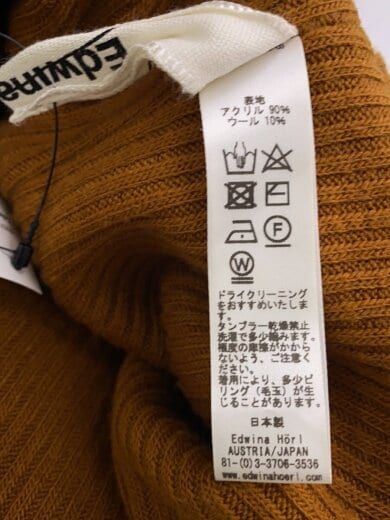 Edwina
表地
アクリル 90%
ウール 10%
ドライクリーニング
をおすすめいたしま
す。
タンブラー乾燥禁止
洗濯で多少縮みます。
極度の摩擦がかから
ないよう、ご注意く
ださい。
着用により、多少ピ
リング(毛玉)が生
じることがあります。
日本製
Edwina Hörl
AUSTRIA/JAPAN
81-(0)3-3706-3536
www.edwinahoerl.com